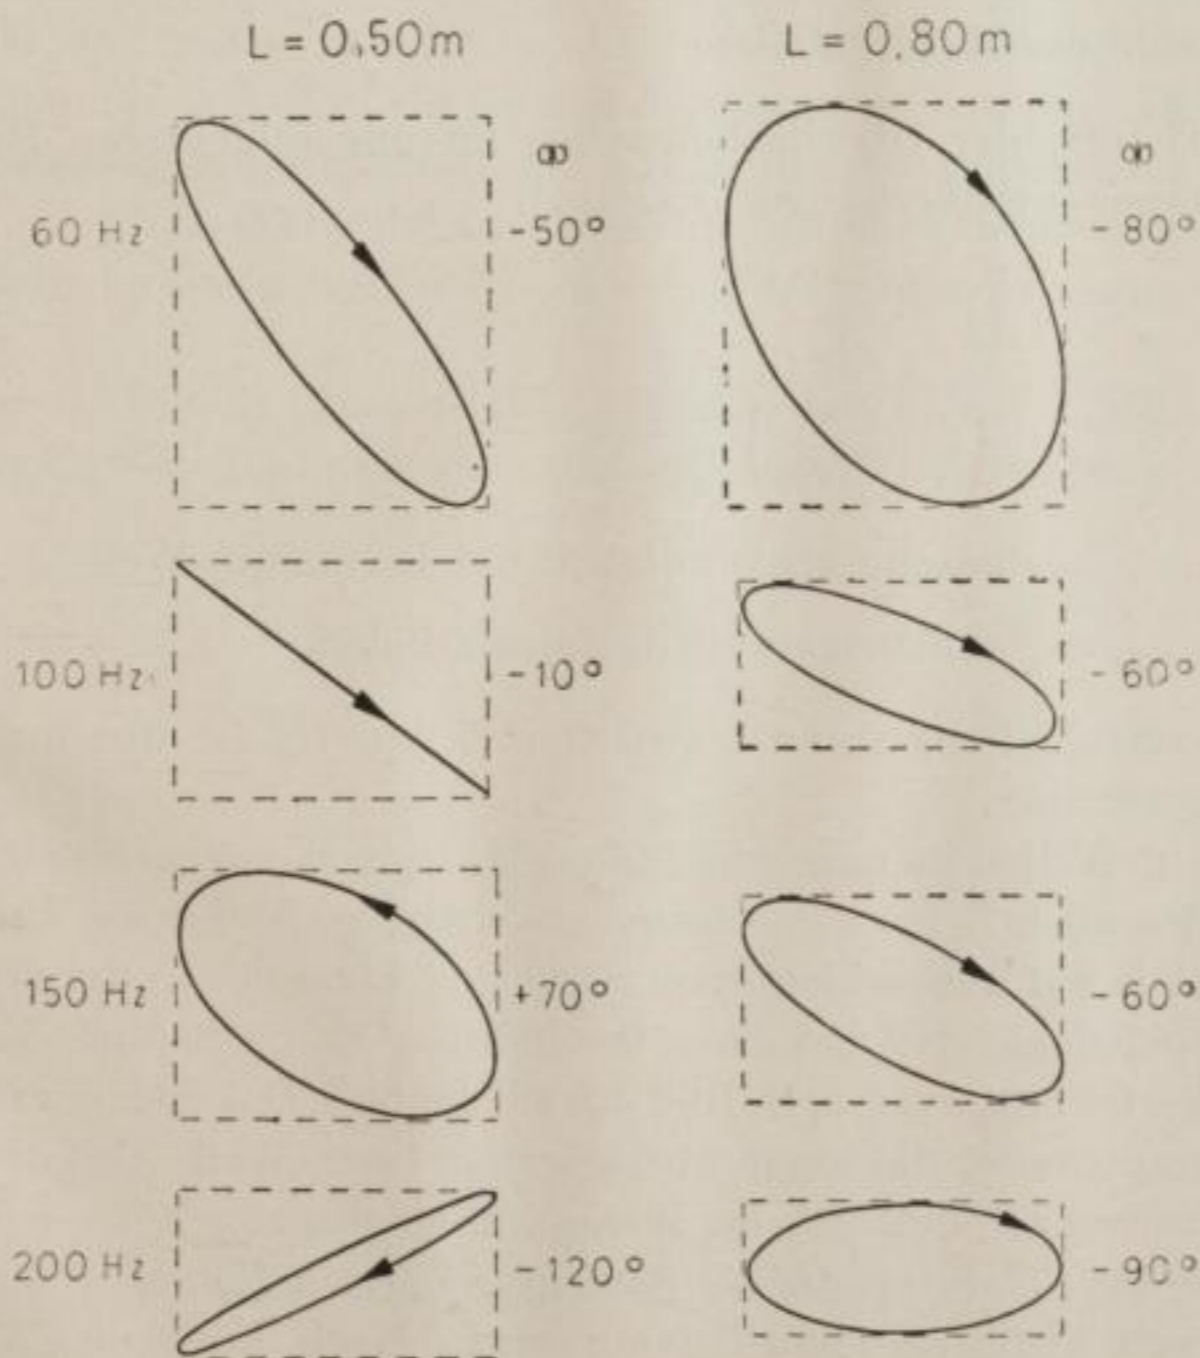 L = 0,50 m L = 0,80 m
φ φ
60 Hz -50° -80°
100 Hz -10° -60°
150 Hz +70° -60°
200 Hz -120° -90°